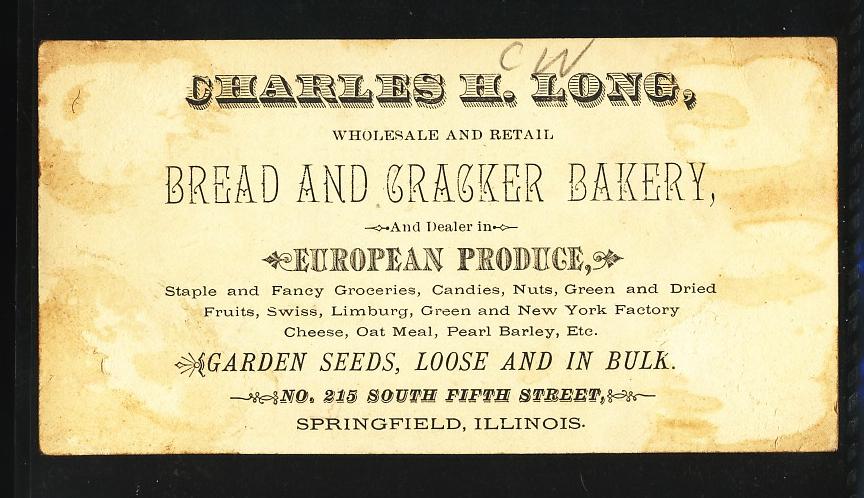 CW
CHARLES H. LONG,
WHOLESALE AND RETAIL
BREAD AND CRACKER BAKERY,
And Dealer in
EUROPEAN PRODUCE,
Staple and Fancy Groceries, Candies, Nuts, Green and Dried
Fruits, Swiss, Limburg, Green and New York Factory
Cheese, Oat Meal, Pearl Barley, Etc.
GARDEN SEEDS, LOOSE AND IN BULK.
NO. 215 SOUTH FIFTH STREET,
SPRINGFIELD, ILLINOIS.